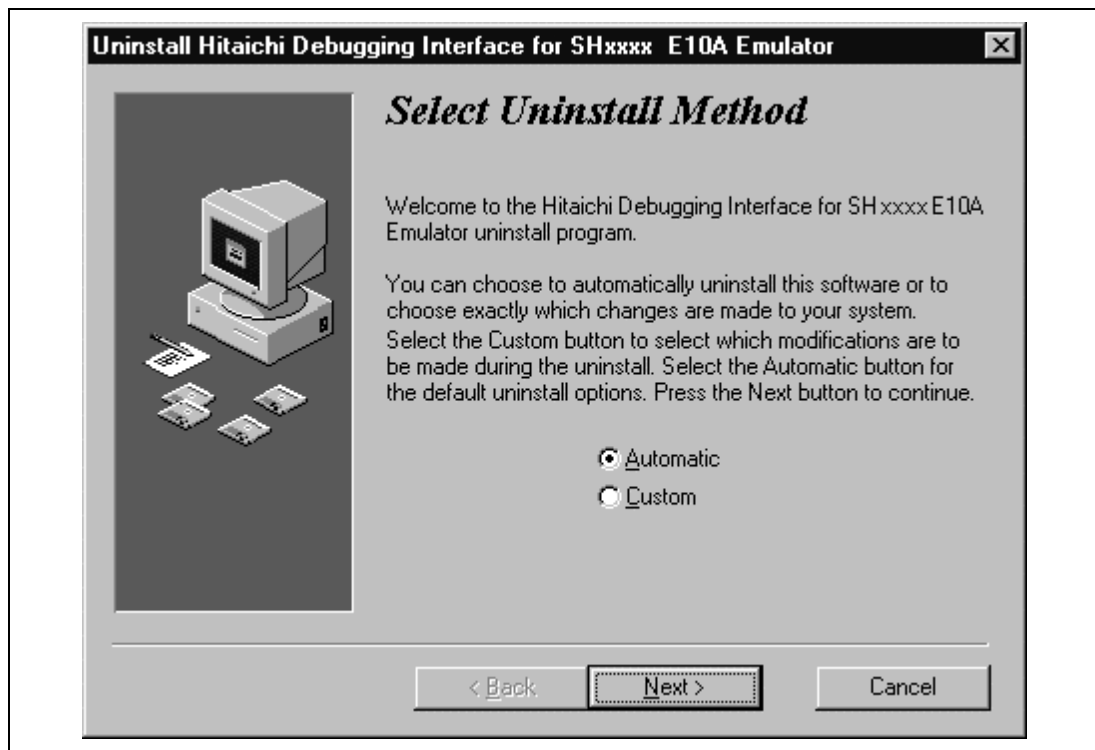 Uninstall Hitaichi Debugging Interface for SHxxxx E10A Emulator
Select Uninstall Method
Welcome to the Hitaichi Debugging Interface for SHxxxx E10A
Emulator uninstall program.
You can choose to automatically uninstall this software or to
choose exactly which changes are made to your system.
Select the Custom button to select which modifications are to
be made during the uninstall. Select the Automatic button for
the default uninstall options. Press the Next button to continue.
Automatic
Custom
< Back
Next >
Cancel